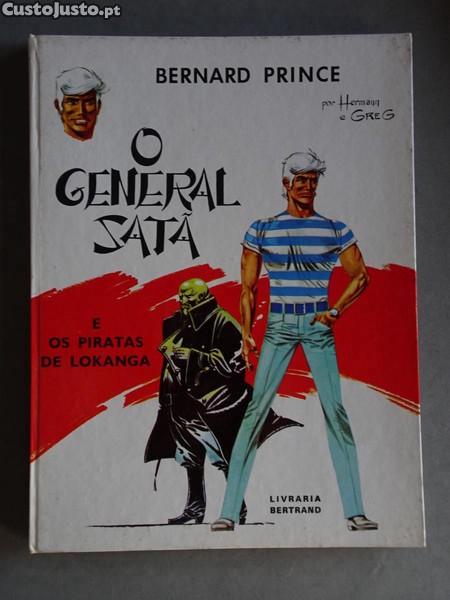 CustoJusto.pt
BERNARD PRINCE
por Hermann
e GREG
O
GENERAL
SATÃ
E
OS PIRATAS
DE LOKANGA
LIVRARIA
BERTRAND